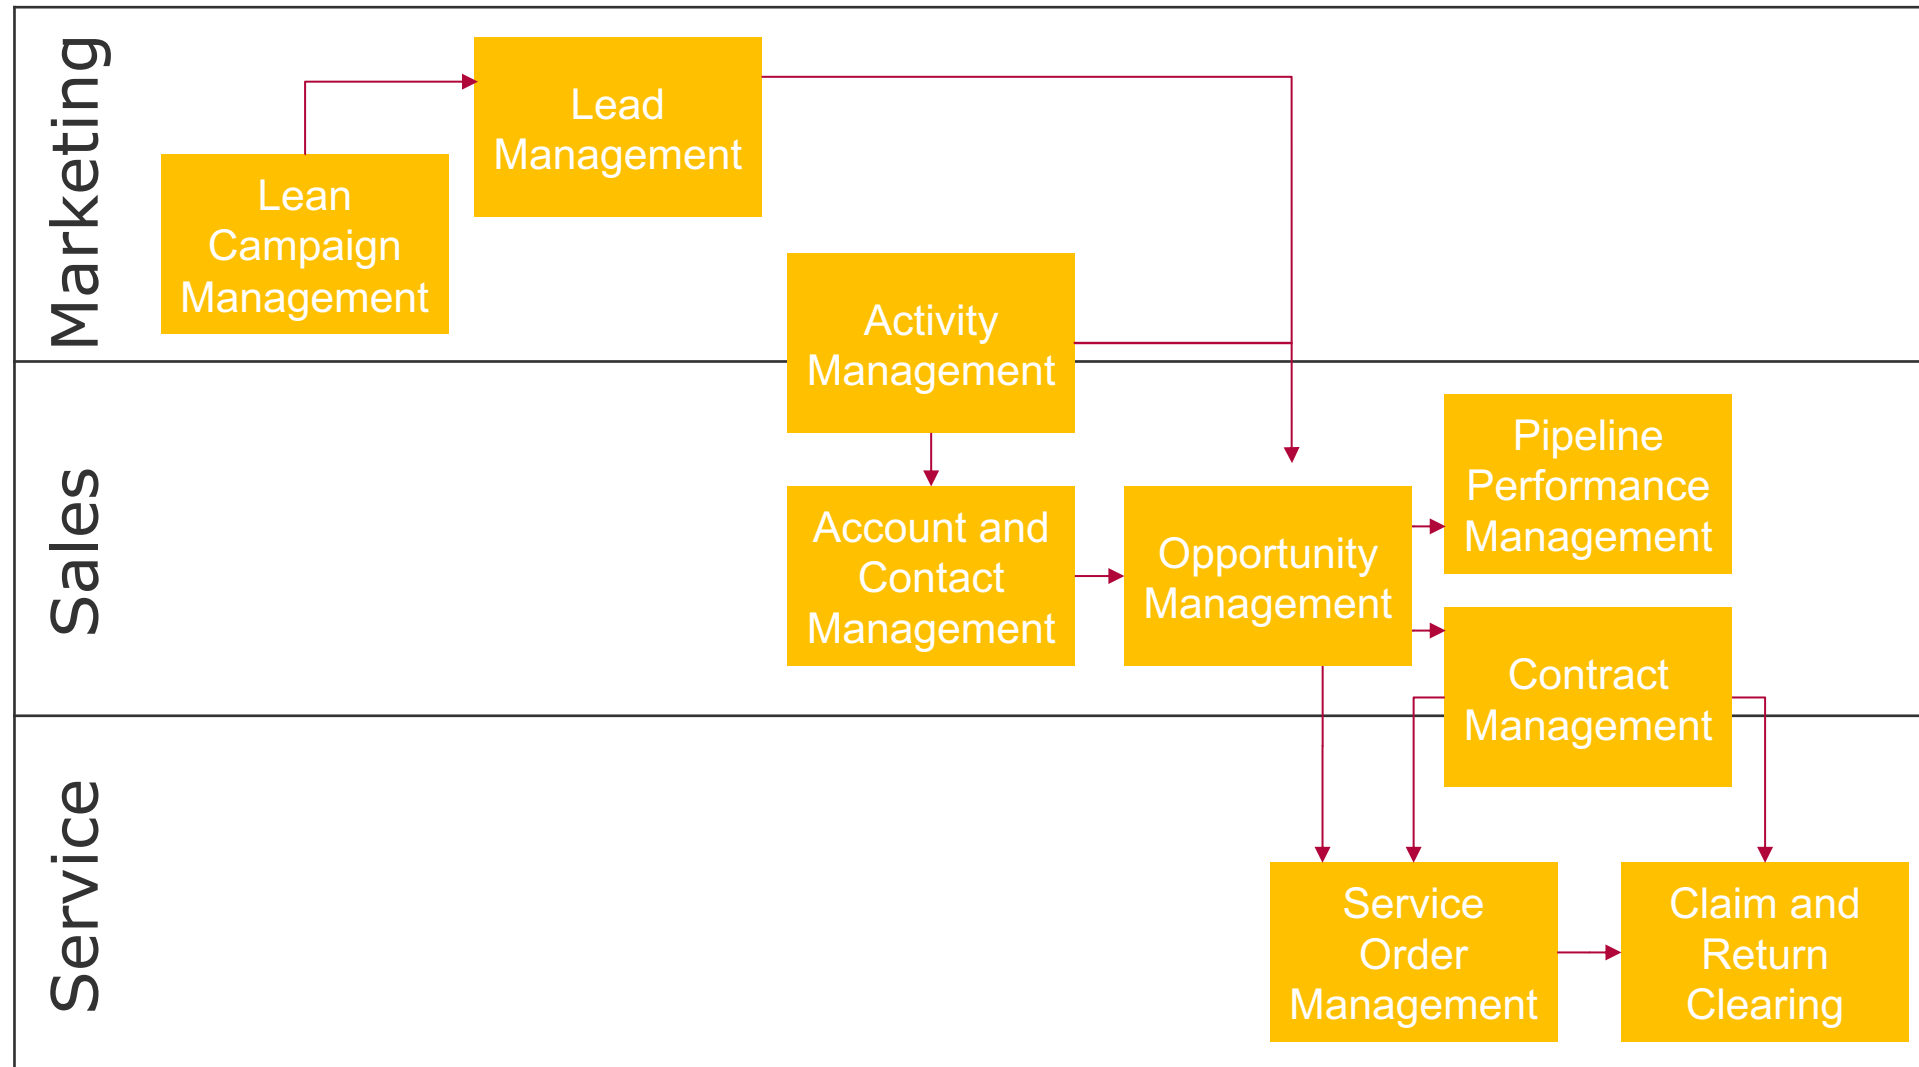 Marketing
Lean
Campaign
Management
Lead
Management
Activity
Management
Sales
Account and
Contact
Management
Opportunity
Management
Pipeline
Performance
Management
Contract
Management
Service
Service
Order
Management
Claim and
Return
Clearing